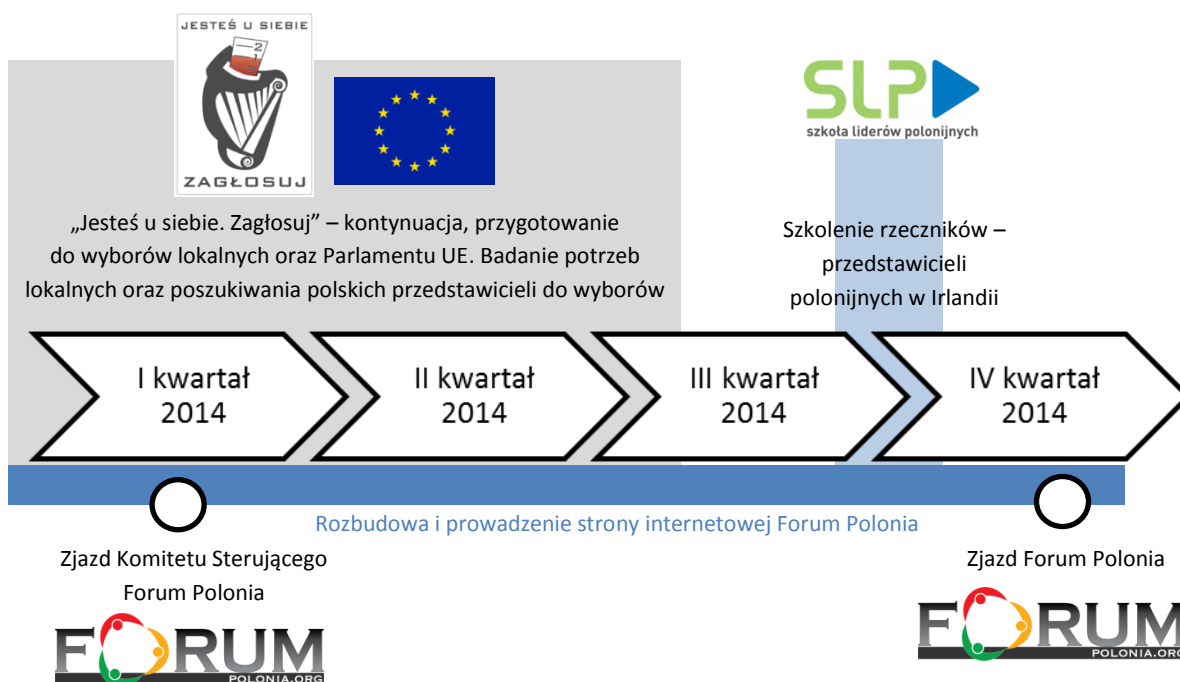 JESTEŚ U SIEBIE
2
1
ZAGŁOSUJ
SLP
szkoła liderów polonijnych
„Jesteś u siebie. Zagłosuj” – kontynuacja, przygotowanie
do wyborów lokalnych oraz Parlamentu UE. Badanie potrzeb
lokalnych oraz poszukiwania polskich przedstawicieli do wyborów
Szkolenie rzeczników –
przedstawicieli
polonijnych w Irlandii
I kwartał
2014
II kwartał
2014
III kwartał
2014
IV kwartał
2014
Rozbudowa i prowadzenie strony internetowej Forum Polonia
Zjazd Komitetu Sterującego
Forum Polonia
FORUM
POLONIA.ORG
Zjazd Forum Polonia
FORUM
POLONIA.ORG